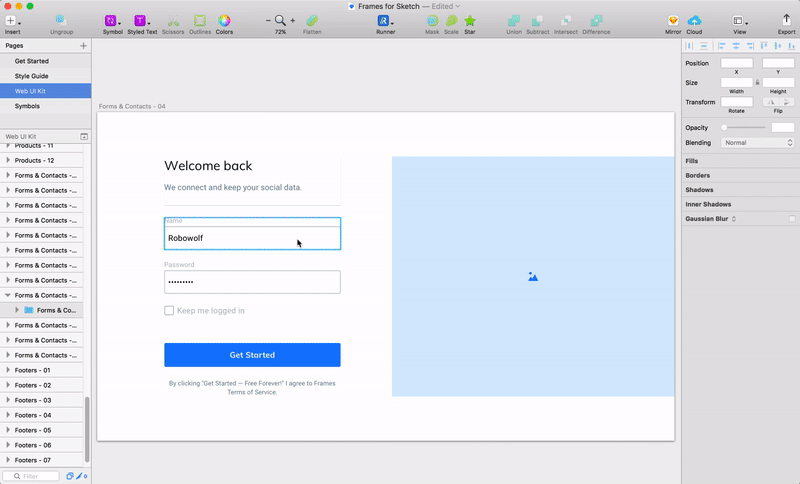 Frames for Sketch — Edited
Insert
Ungroup
Symbol
Styled Text
Scissors
Outlines
Colors
72%
Flatten
Runner
Mask
Scale
Star
Union
Subtract
Intersect
Difference
Mirror
Cloud
View
Export
Pages
Get Started
Style Guide
Web UI Kit
Symbols
Web UI Kit
Products - 11
Products - 12
Forms & Contacts -...
Forms & Contacts -...
Forms & Contacts -...
Forms & Contacts -...
Forms & Contacts -...
Forms & Contacts -...
Forms & Contacts -...
Forms & Contacts -...
Forms & Contacts -...
Forms & Co...
Forms & Contacts -...
Forms & Contacts -...
Forms & Contacts -...
Footers - 01
Footers - 02
Footers - 03
Footers - 04
Footers - 05
Footers - 06
Footers - 07
Filter
6
Forms & Contacts - 04
Welcome back
We connect and keep your social data.
Name
Robowolf
Password
•••••••••
Keep me logged in
Get Started
By clicking "Get Started — Free Forever!" I agree to Frames
Terms of Service.
Position
X
Y
Size
Width
Height
Transform
Rotate
Flip
Opacity
Blending
Normal
Fills
Borders
Shadows
Inner Shadows
Gaussian Blur